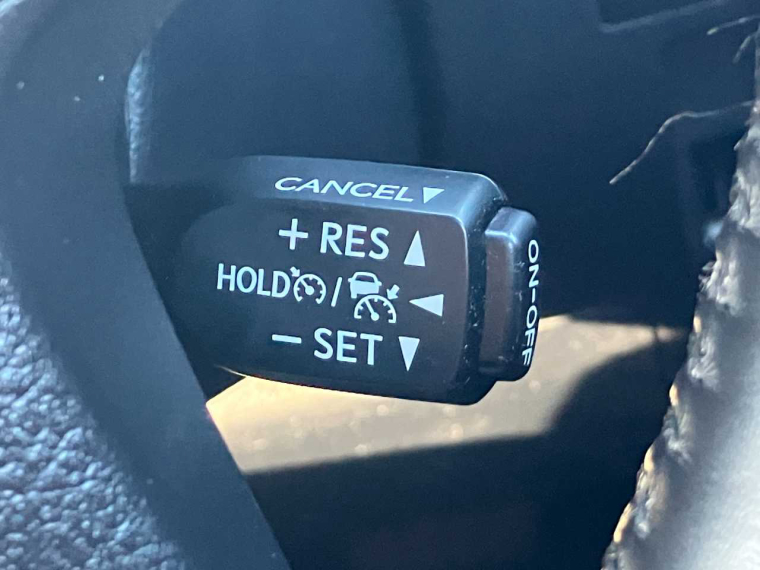 CANCEL▼
+ RES ▲
HOLD / ◀
− SET ▼
ON-OFF